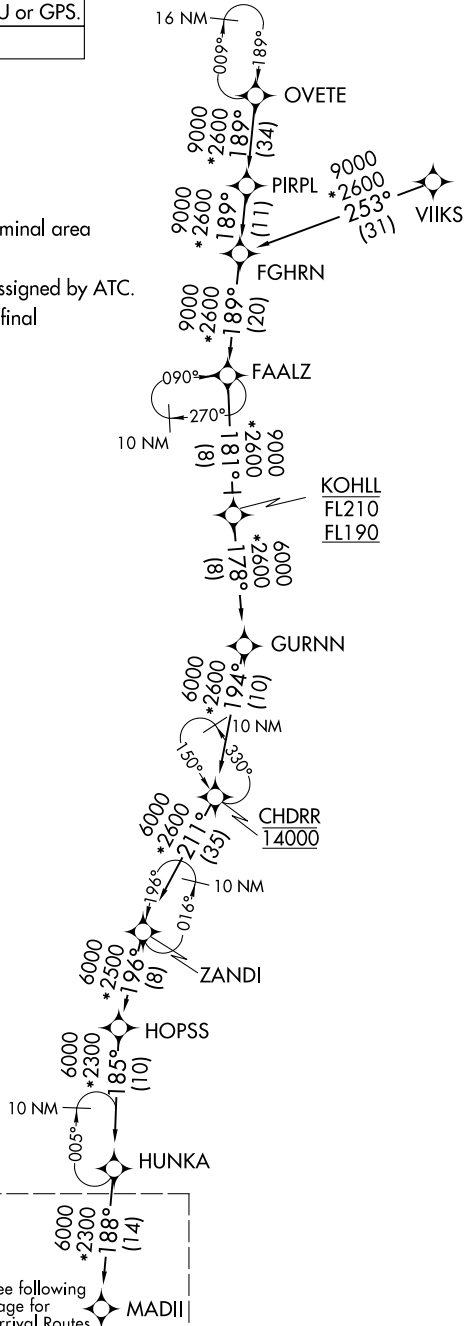 U or GPS.
16 NM
009°
189°
OVETE
9000
*2600
189°
(34)
PIRPL
9000
*2600
253°
(31)
VIIKS
9000
*2600
189°
(11)
minal area
FGHRN
ssigned by ATC.
final
9000
*2600
189°
(20)
FAALZ
090°
270°
10 NM
9000
*2600
181°
(8)
KOHLL
FL210
FL190
6000
*2600
178°
(8)
GURNN
6000
*2600
194°
(10)
10 NM
150°
330°
CHDRR
14000
6000
*2600
211°
(35)
10 NM
196°
016°
ZANDI
6000
*2500
196°
(8)
HOPSS
6000
*2300
185°
(10)
10 NM
005°
HUNKA
6000
*2300
188°
(14)
ee following
age for
rrival Routes
MADII